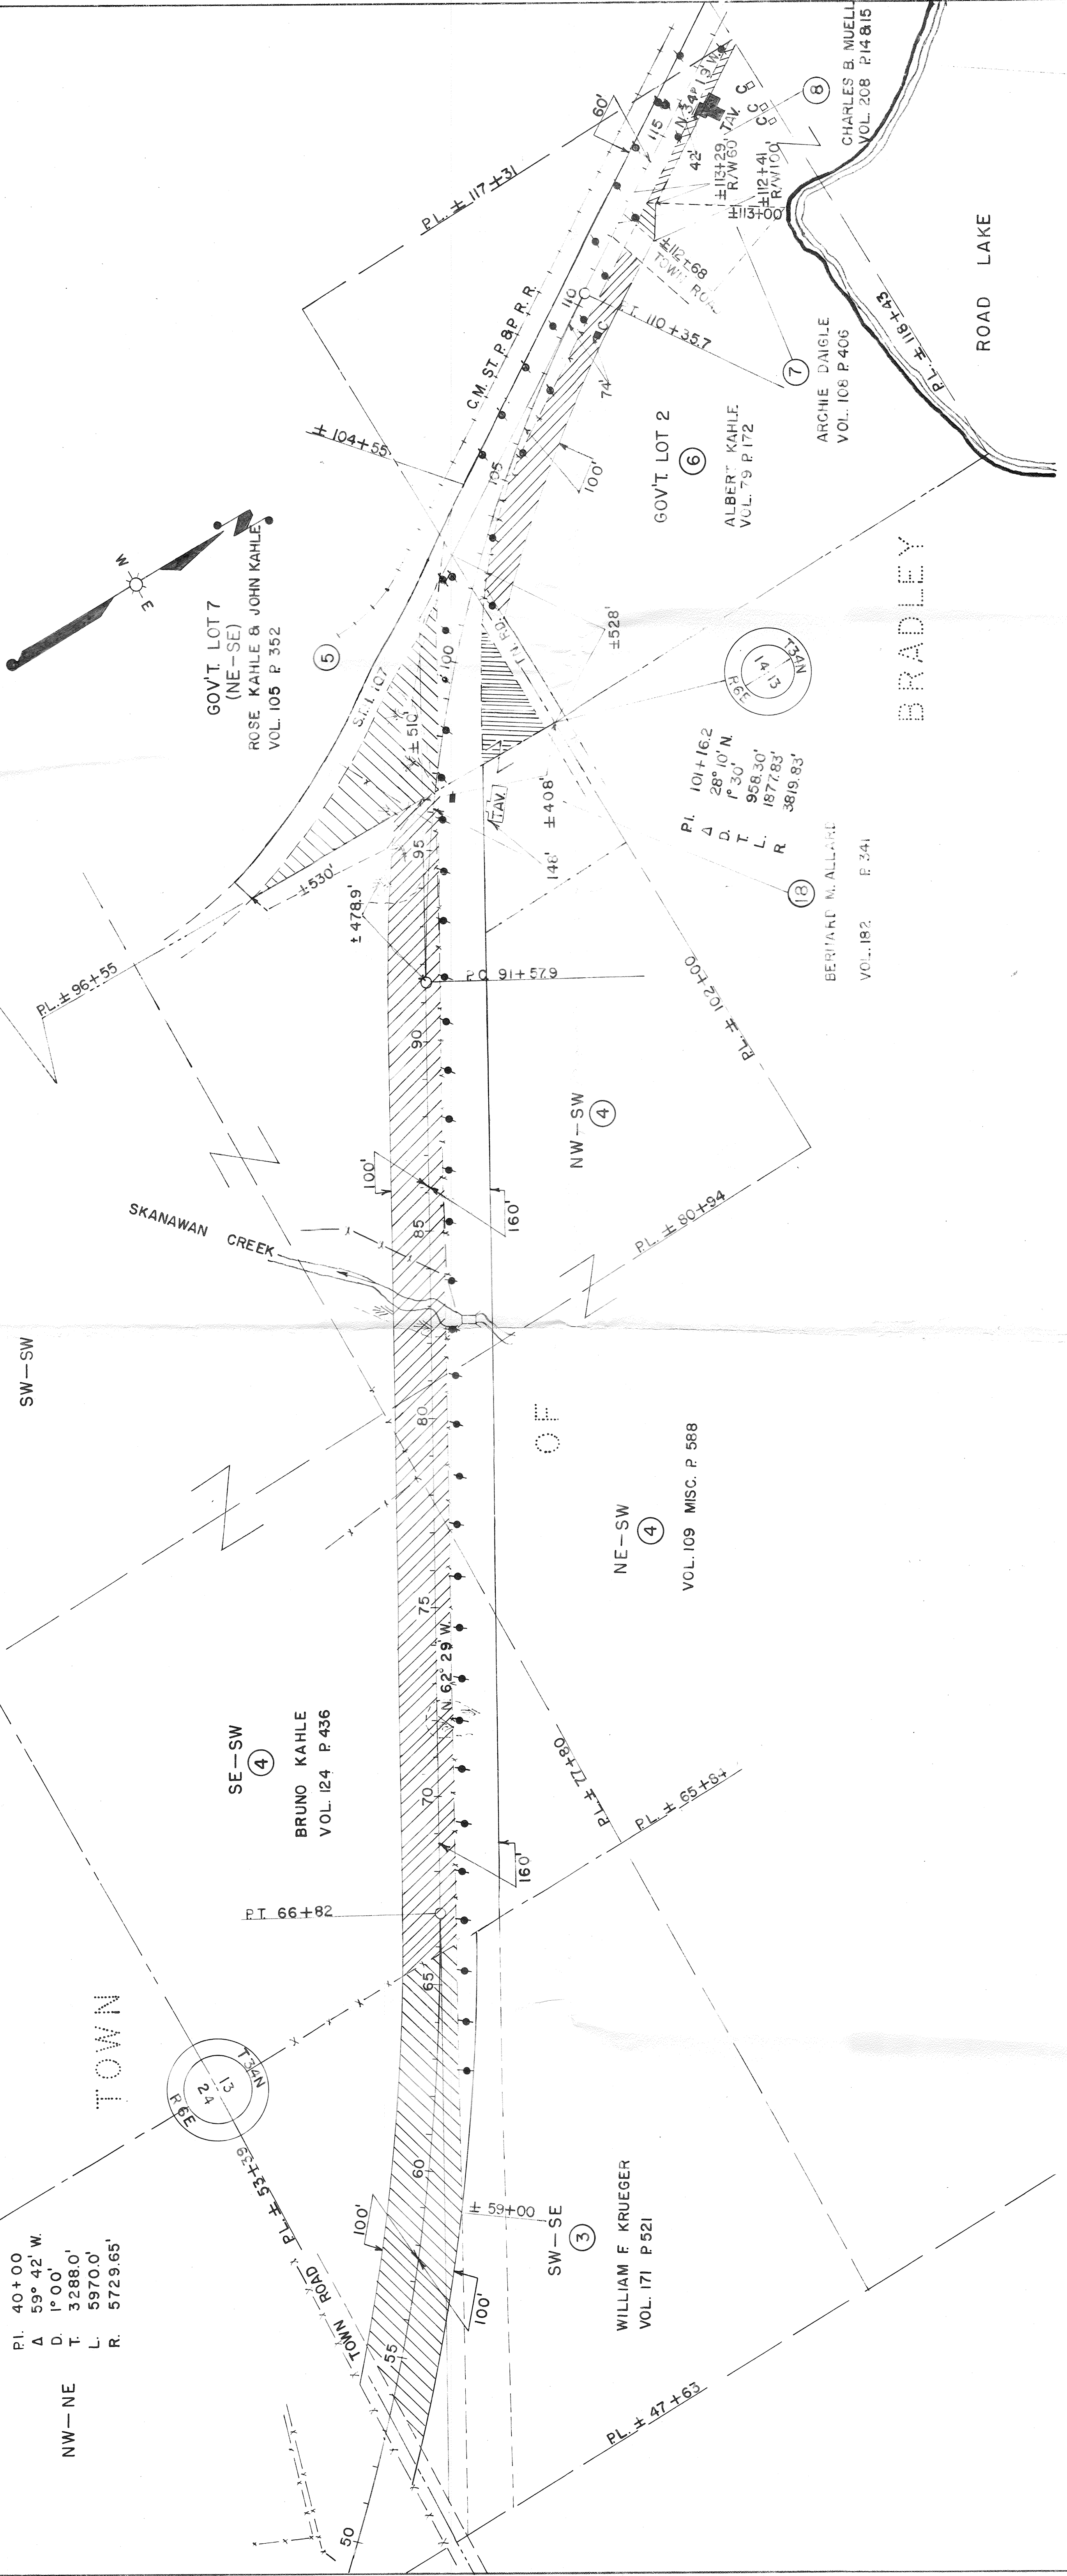 P.I. 40+00
Δ 59° 42' W.
D. 1° 00'
T. 3288.0'
L. 5970.0'
R. 5729.65'
NW–NE
TOWN
R6E
T34N
24
13
P.L. ± 53+39
TOWN ROAD
50
55
60
65
100'
100'
± 59+00
SW–SE
3
WILLIAM F. KRUEGER
VOL. 171 P. 521
P.L. ± 47+63
P.T. 66+82
SE–SW
4
BRUNO KAHLE
VOL. 124 P. 436
70
N. 62° 29' W.
75
80
160'
P.L. ± 77+80
P.L. ± 65+84
NE–SW
4
VOL. 109 MISC. P. 588
OF
SW–SW
SKANAWAN CREEK
85
90
100'
160'
P.L. ± 80+94
NW–SW
4
P.L. ± 96+55
± 478.9'
±530'
P.C. 91+57.9
95
148'
TAV.
± 408'
± 510'
100
P.L. ± 102+00
18
BERNARD M. ALLARD
VOL. 182 P. 341
P.I. 101+16.2
Δ 28° 10' N.
D. 1° 30'
T. 958.30'
L. 1877.83'
R 3819.83'
R6E
T34N
14
13
BRADLEY
GOV'T. LOT 7
(NE–SE)
ROSE KAHLE & JOHN KAHLE
VOL. 105 P. 352
5
S.T.H. 107
W
E
N
±528'
± 104+55
C. M. ST. P. & P. R. R.
105
100'
74'
C
110
P.T. 110+35.7
GOV'T. LOT 2
6
ALBERT KAHLE
VOL. 79 P. 172
7
ARCHIE DAIGLE
VOL. 108 P. 406
±112+68
TOWN ROAD
P.L. ± 117+31
60'
115
42'
±113+29
R/W 60'
±112+41
R/W 100'
±113+00
TAV.
C
C
C
8
CHARLES B. MUELL
VOL. 208 P. 14 & 15
P.L. ± 118+43
ROAD LAKE